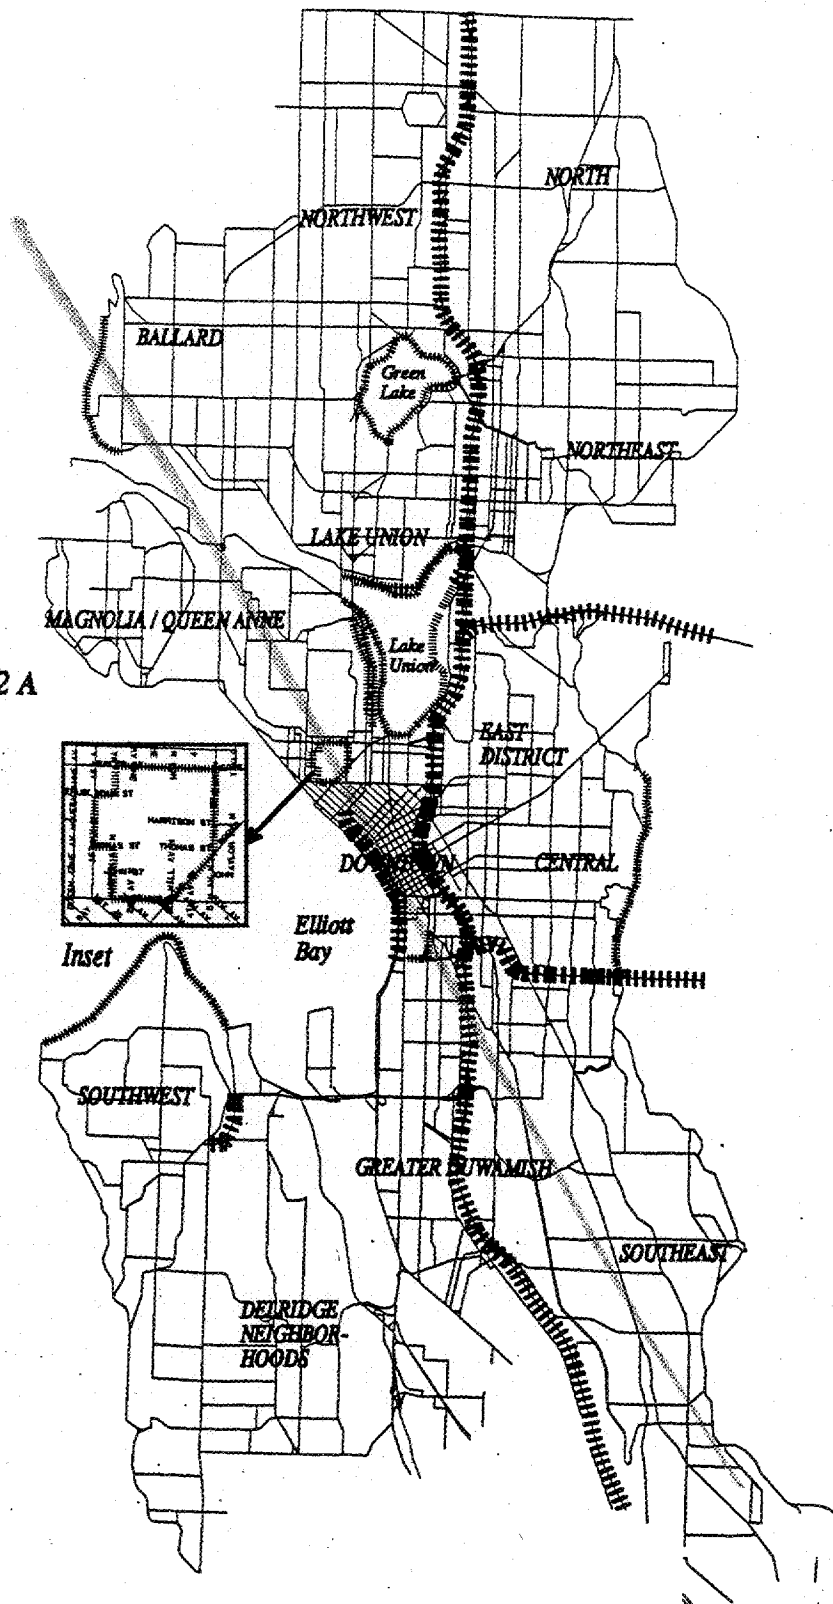 NORTH
NORTHWEST
BALLARD
Green
Lake
NORTHEAST
LAKE UNION
MAGNOLIA / QUEEN ANNE
Lake
Union
2 A
EAST
DISTRICT
HARRISON ST
THOMAS ST
DOWNTOWN
CENTRAL
Elliott
Bay
Inset
SOUTHWEST
GREATER DUWAMISH
SOUTHEAST
DELRIDGE
NEIGHBOR-
HOODS